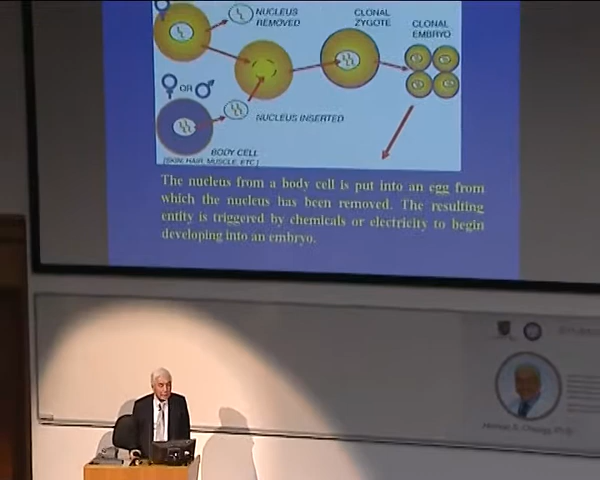 NUCLEUS
REMOVED
CLONAL
ZYGOTE
CLONAL
EMBRYO
OR
NUCLEUS INSERTED
BODY CELL
[SKIN, HAIR, MUSCLE, ETC]
The nucleus from a body cell is put into an egg from
which the nucleus has been removed. The resulting
entity is triggered by chemicals or electricity to begin
developing into an embryo.